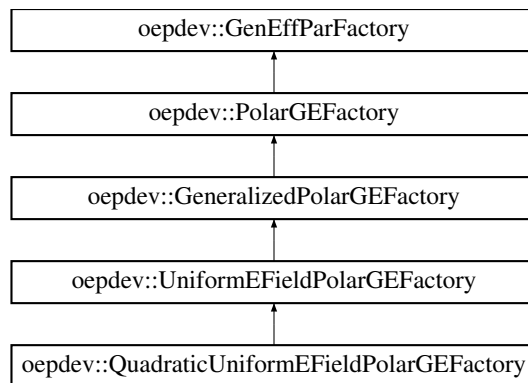 oepdev::GenEffParFactory
oepdev::PolarGEFactory
oepdev::GeneralizedPolarGEFactory
oepdev::UniformEFieldPolarGEFactory
oepdev::QuadraticUniformEFieldPolarGEFactory